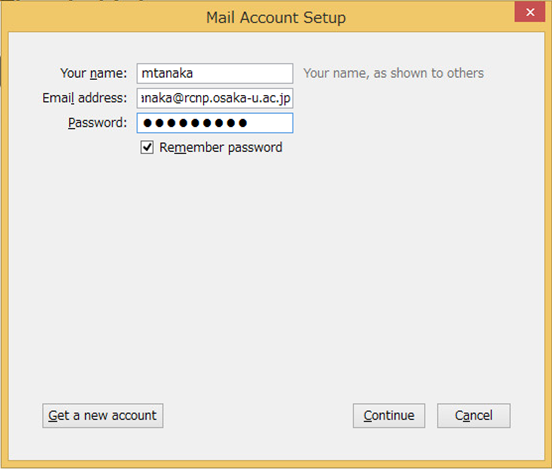 Mail Account Setup
Your name: mtanaka Your name, as shown to others
Email address: naka@rcnp.osaka-u.ac.jp
Password: ●●●●●●●●●
Remember password
Get a new account Continue Cancel